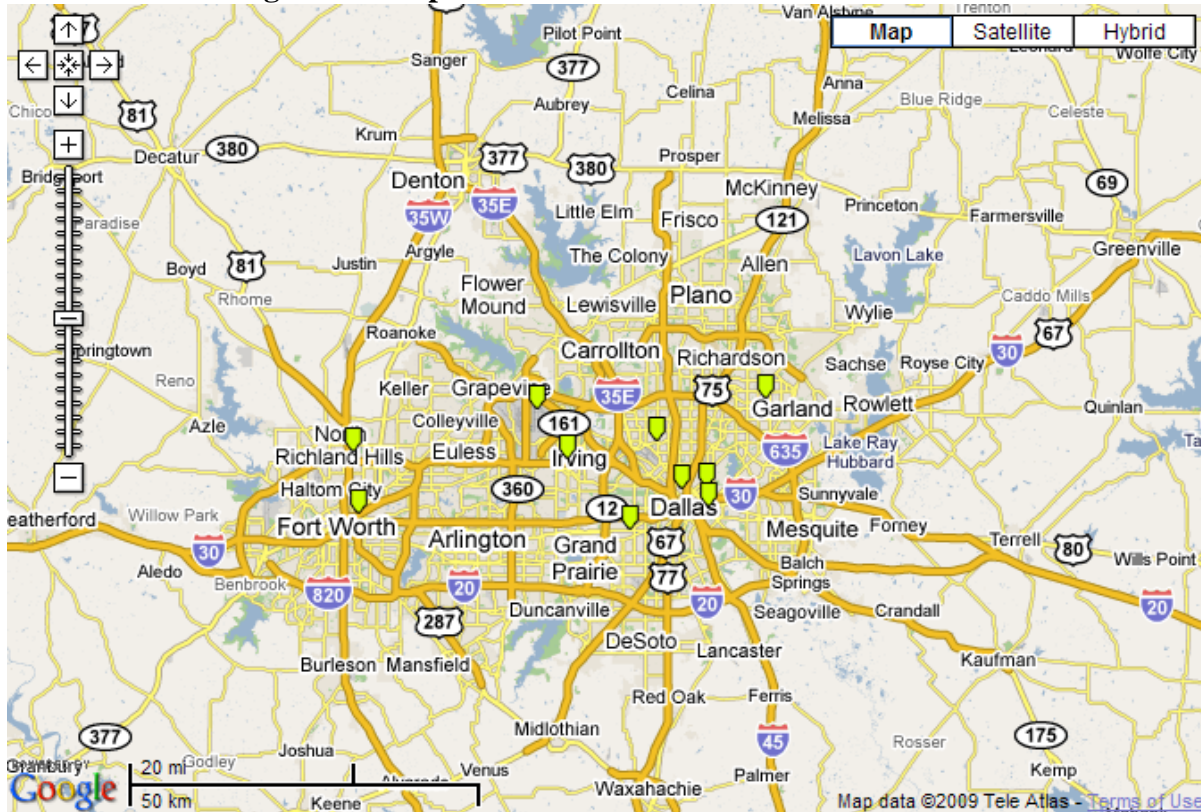 Map Satellite Hybrid
Van Alstyne
Trenton
Wolfe City
Pilot Point
377
Sanger
Celina
Anna
Blue Ridge
Celeste
Aubrey
Melissa
81
Krum
Decatur
380
377
380
Prosper
McKinney
69
Denton
35W
35E
Little Elm
Frisco
121
Princeton
Farmersville
Paradise
Argyle
The Colony
Lavon Lake
Greenville
Boyd
81
Justin
Allen
Rhome
Flower
Mound
Lewisville
Plano
Caddo Mills
Wylie
67
Roanoke
Carrollton
Richardson
Sachse
Royse City
30
Reno
Keller
Grapevine
35E
75
Garland
Rowlett
Quinlan
Azle
Colleyville
161
North
Richland Hills
Euless
Irving
635
Lake Ray
Hubbard
Haltom City
360
12
Dallas
30
Sunnyvale
Willow Park
Fort Worth
Arlington
Grand
Prairie
67
Mesquite
Forney
Terrell
80
Wills Point
30
Aledo
Benbrook
820
20
77
Balch
Springs
20
Duncanville
20
Seagoville
Crandall
287
DeSoto
Lancaster
Kaufman
Burleson
Mansfield
Red Oak
Ferris
Midlothian
45
Rosser
175
377
Joshua
Godley
Venus
Palmer
Kemp
20 mi
50 km
Google
Keene
Waxahachie
Map data ©2009 Tele Atlas - Terms of Use